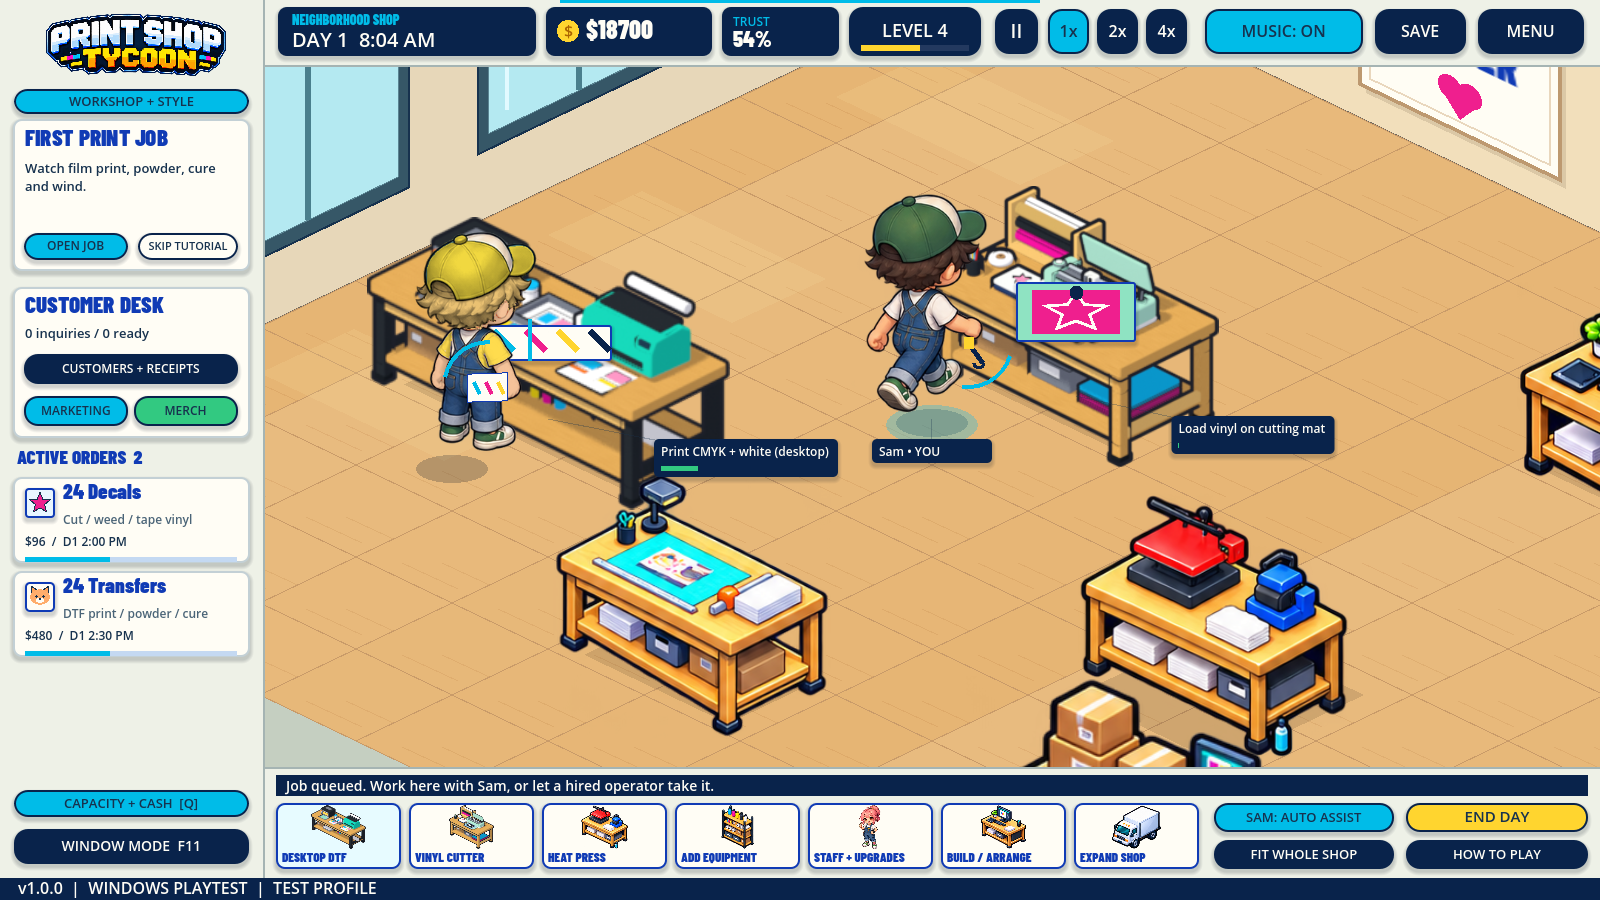 PRINT SHOP
TYCOON
NEIGHBORHOOD SHOP
DAY 1 8:04 AM
$ $18700
TRUST
54%
LEVEL 4
1x
2x
4x
MUSIC: ON
SAVE
MENU
WORKSHOP + STYLE
FIRST PRINT JOB
Watch film print, powder, cure
and wind.
OPEN JOB
SKIP TUTORIAL
CUSTOMER DESK
0 inquiries / 0 ready
CUSTOMERS + RECEIPTS
MARKETING
MERCH
ACTIVE ORDERS 2
24 Decals
Cut / weed / tape vinyl
$96 / D1 2:00 PM
24 Transfers
DTF print / powder / cure
$480 / D1 2:30 PM
CAPACITY + CASH [Q]
WINDOW MODE F11
Print CMYK + white (desktop)
Sam • YOU
Load vinyl on cutting mat
Job queued. Work here with Sam, or let a hired operator take it.
DESKTOP DTF
VINYL CUTTER
HEAT PRESS
ADD EQUIPMENT
STAFF + UPGRADES
BUILD / ARRANGE
EXPAND SHOP
SAM: AUTO ASSIST
END DAY
FIT WHOLE SHOP
HOW TO PLAY
v1.0.0 | WINDOWS PLAYTEST | TEST PROFILE